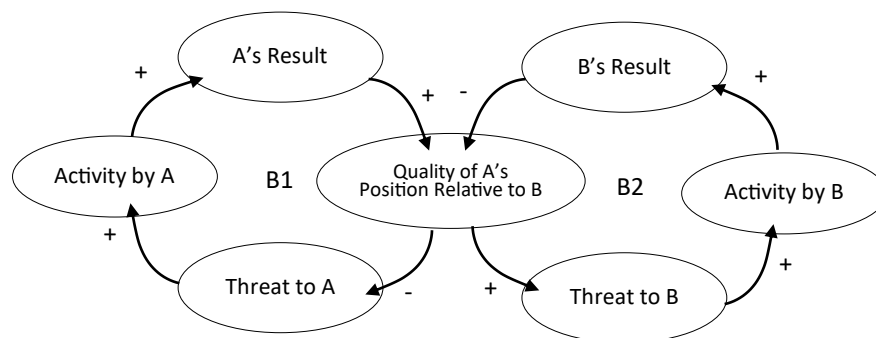 A's Result
B's Result
+
+
+
-
Activity by A
B1
Quality of A's
Position Relative to B
B2
Activity by B
+
+
Threat to A
-
+
Threat to B